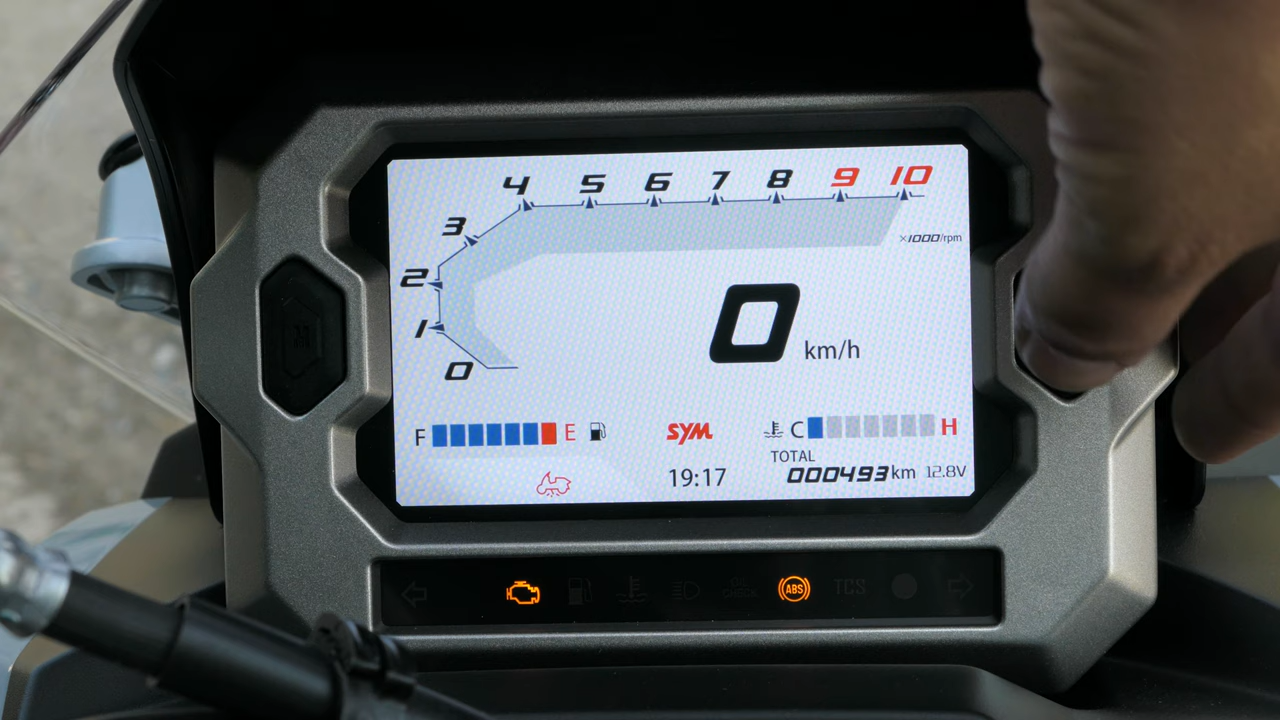 4 5 6 7 8 9 10
3
×1000/rpm
2
1
0
0 km/h
F E SYM C H
TOTAL
19:17 000493 km 12.8V
ABS TCS